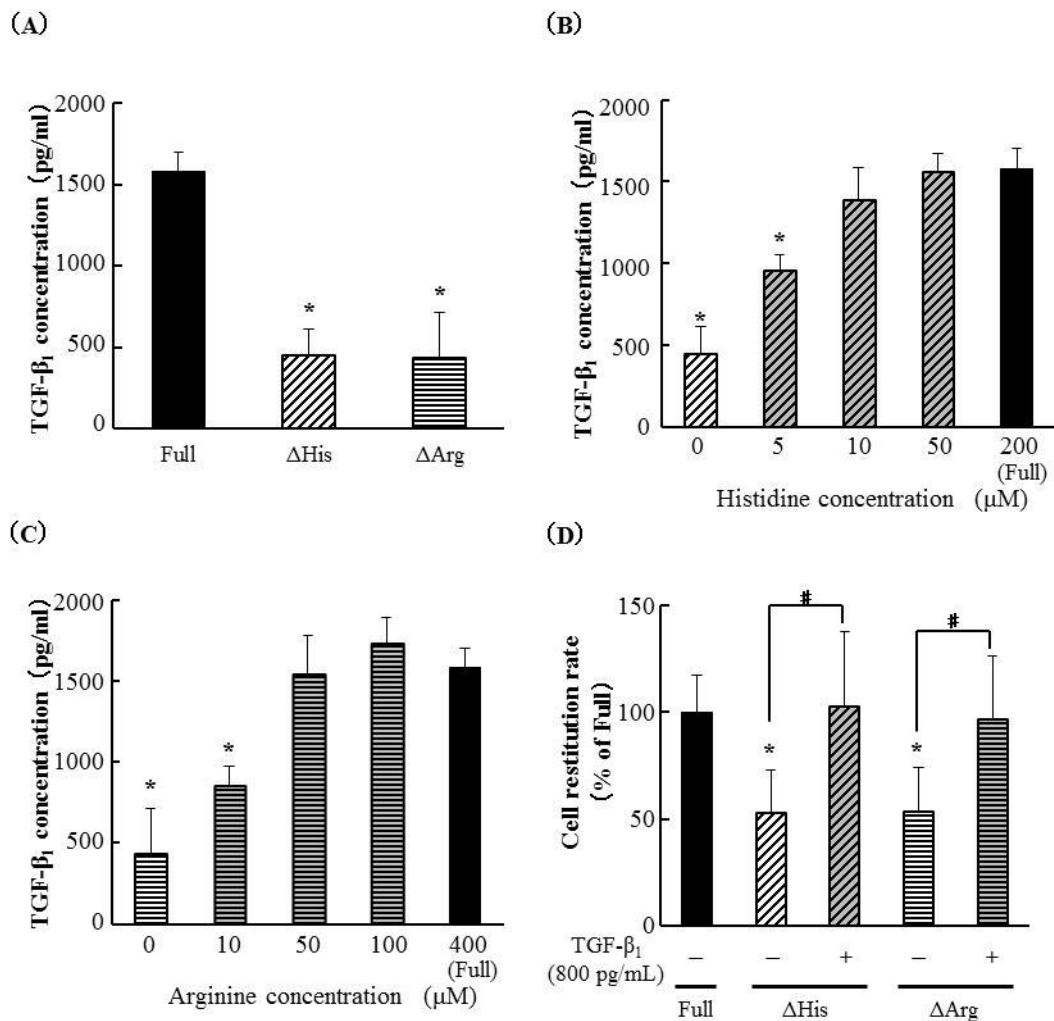 (A)
TGF-β₁ concentration (pg/ml)
2000
1500
1000
500
0
*
*
Full
ΔHis
ΔArg
(B)
TGF-β₁ concentration (pg/ml)
2000
1500
1000
500
0
*
*
0
5
10
50
200
(Full)
Histidine concentration (μM)
(C)
TGF-β₁ concentration (pg/ml)
2000
1500
1000
500
0
*
*
0
10
50
100
400
(Full)
Arginine concentration (μM)
(D)
Cell restitution rate
(% of Full)
150
100
50
0
#
#
*
*
TGF-β₁
(800 pg/mL)
− − + − +
Full
ΔHis
ΔArg